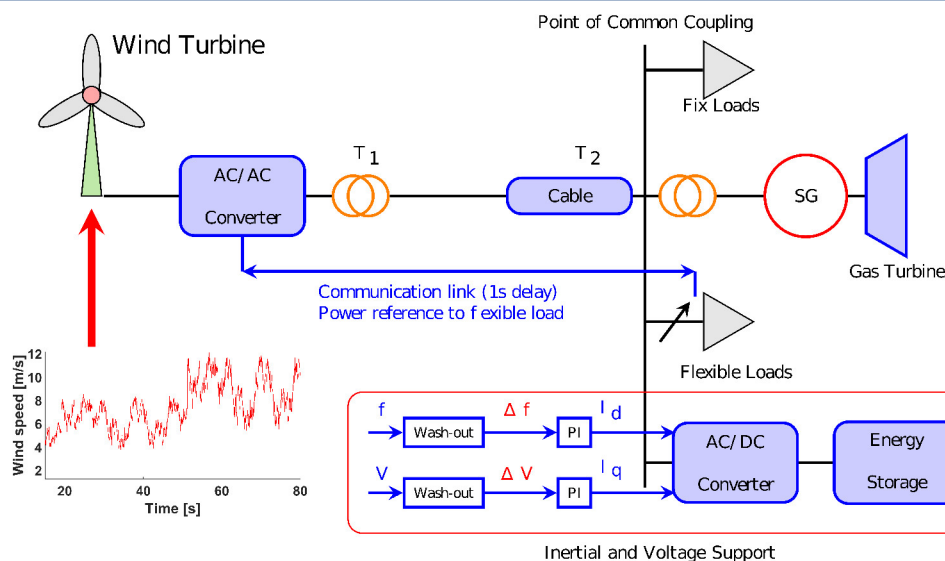 Point of Common Coupling
Wind Turbine
Fix Loads
T1
T2
AC/AC
Converter
Cable
SG
Gas Turbine
Communication link (1s delay)
Power reference to f exible load
Flexible Loads
Wind speed [m/s]
12
10
8
6
4
2
20
40
60
80
Time [s]
f
Wash-out
Δ f
PI
I d
V
Wash-out
Δ V
PI
I q
AC/DC
Converter
Energy
Storage
Inertial and Voltage Support